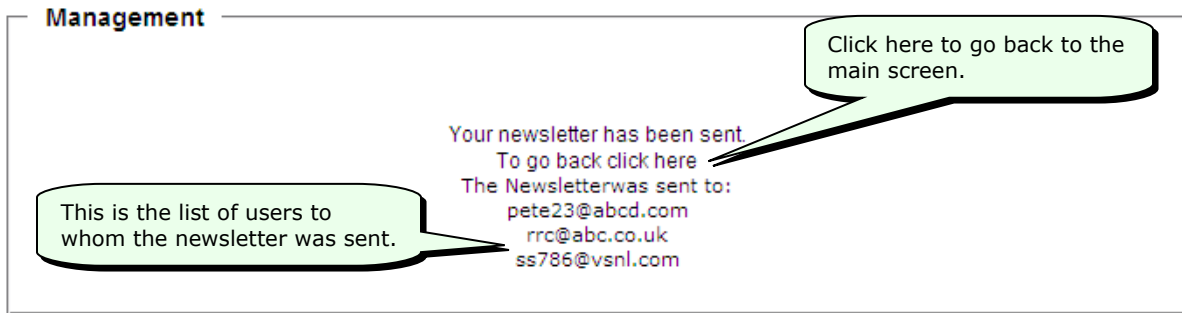 Management
Click here to go back to the
main screen.
Your newsletter has been sent.
To go back click here
The Newsletterwas sent to:
pete23@abcd.com
rrc@abc.co.uk
ss786@vsnl.com
This is the list of users to
whom the newsletter was sent.